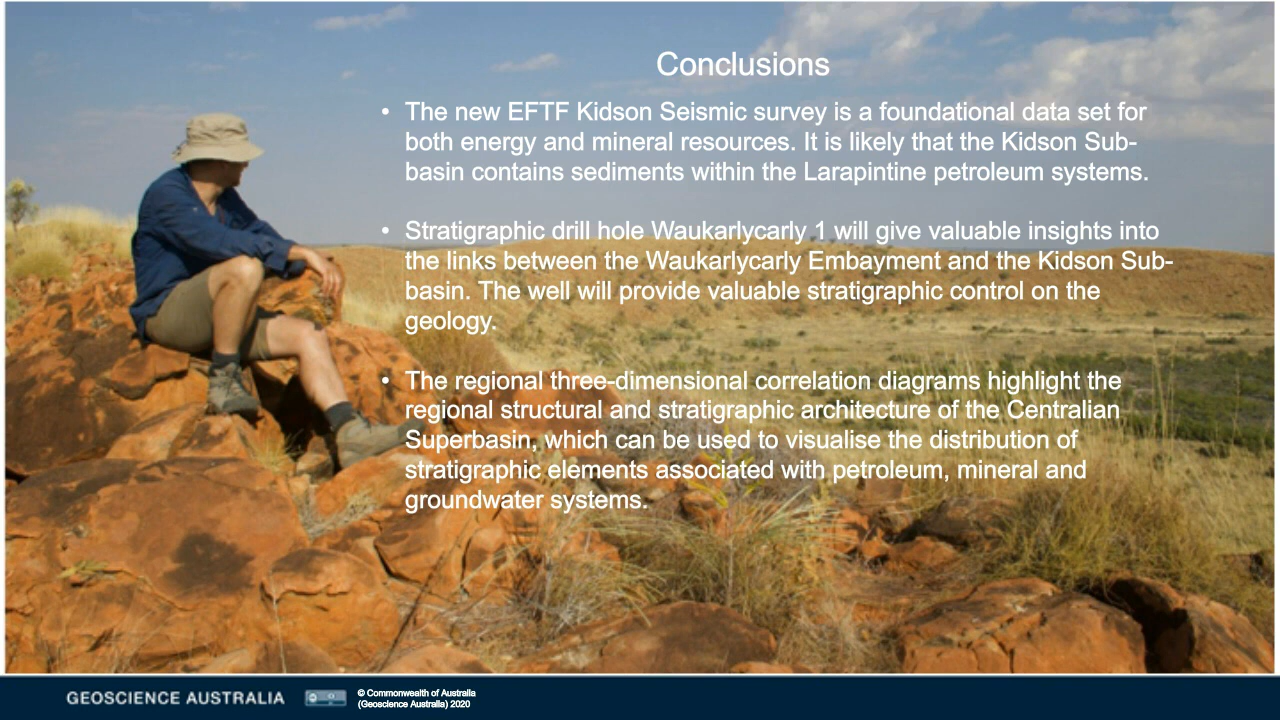 Conclusions
• The new EFTF Kidson Seismic survey is a foundational data set for
both energy and mineral resources. It is likely that the Kidson Sub-
basin contains sediments within the Larapintine petroleum systems.
• Stratigraphic drill hole Waukarlycarly 1 will give valuable insights into
the links between the Waukarlycarly Embayment and the Kidson Sub-
basin. The well will provide valuable stratigraphic control on the
geology.
• The regional three-dimensional correlation diagrams highlight the
regional structural and stratigraphic architecture of the Centralian
Superbasin, which can be used to visualise the distribution of
stratigraphic elements associated with petroleum, mineral and
groundwater systems.
GEOSCIENCE AUSTRALIA
© Commonwealth of Australia
(Geoscience Australia) 2020